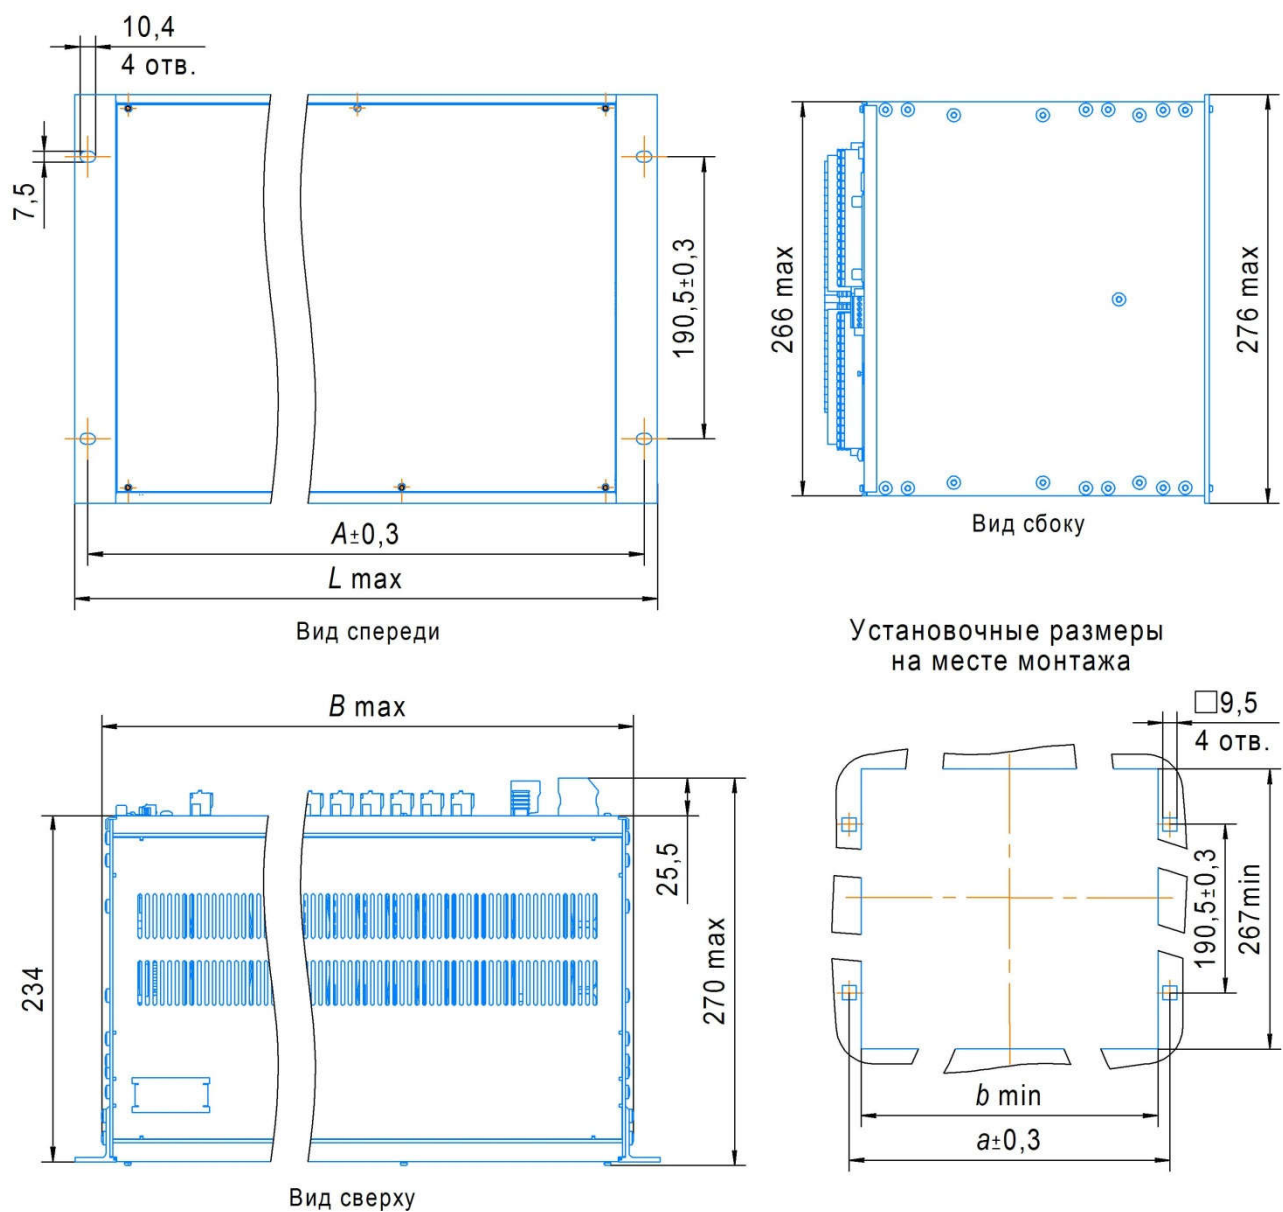 10,4
4 отв.
7,5
190,5±0,3
A±0,3
L max
Вид спереди
266 max
276 max
Вид сбоку
B max
25,5
234
270 max
Вид сверху
Установочные размеры
на месте монтажа
□9,5
4 отв.
190,5±0,3
267min
b min
a±0,3